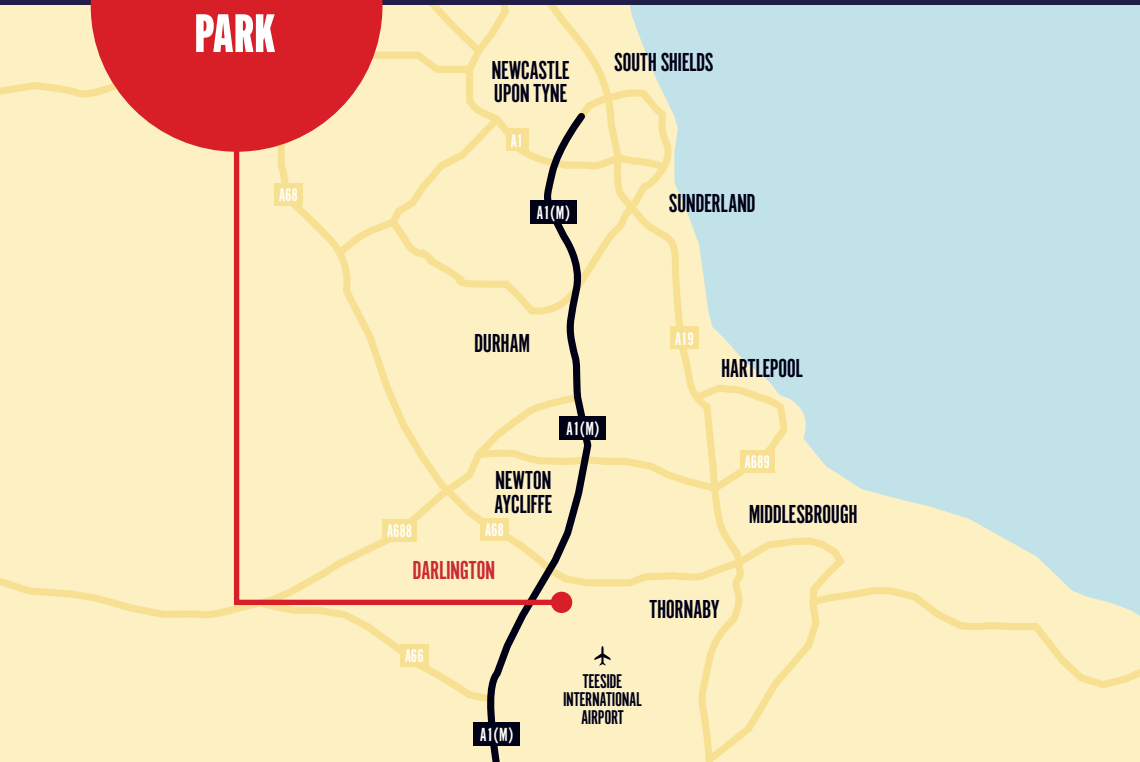 PARK
SOUTH SHIELDS
NEWCASTLE
UPON TYNE
A1
A68
SUNDERLAND
A1(M)
A19
DURHAM
HARTLEPOOL
A1(M)
A689
NEWTON
AYCLIFFE
MIDDLESBROUGH
A688
A68
DARLINGTON
THORNABY
A66
TEESIDE
INTERNATIONAL
AIRPORT
A1(M)